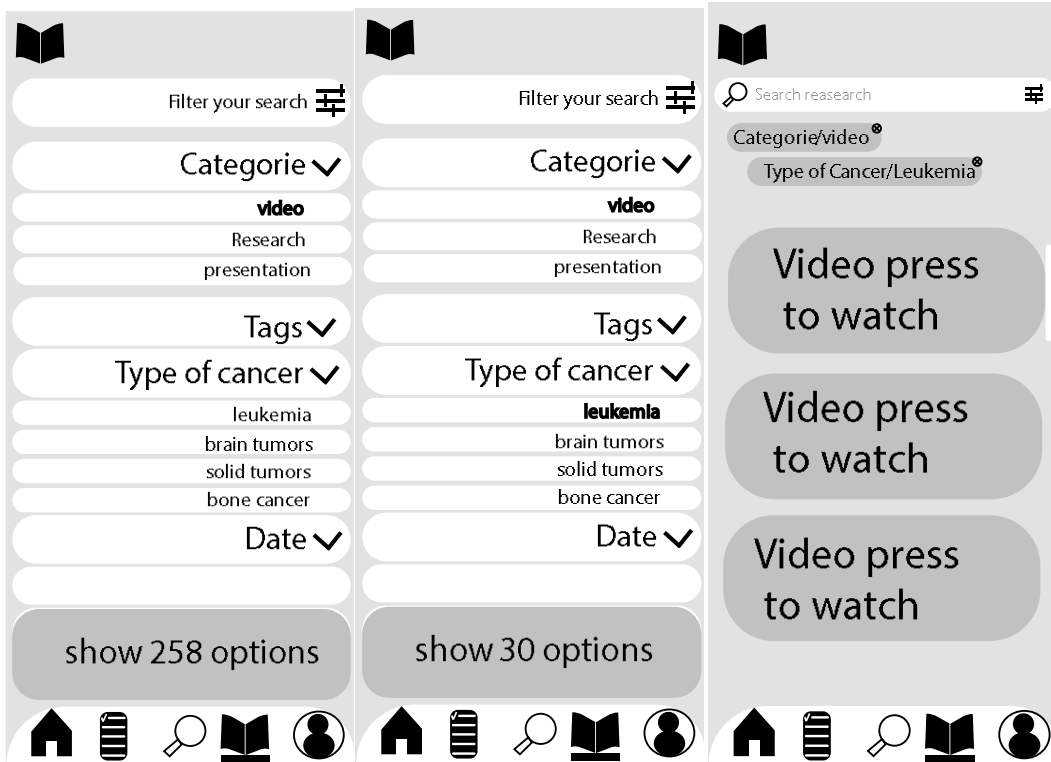 Filter your search
Categorie
video
Research
presentation
Tags
Type of cancer
leukemia
brain tumors
solid tumors
bone cancer
Date
show 258 options
Filter your search
Categorie
video
Research
presentation
Tags
Type of cancer
leukemia
brain tumors
solid tumors
bone cancer
Date
show 30 options
Search reasearch
Categorie/video
Type of Cancer/Leukemia
Video press
to watch
Video press
to watch
Video press
to watch